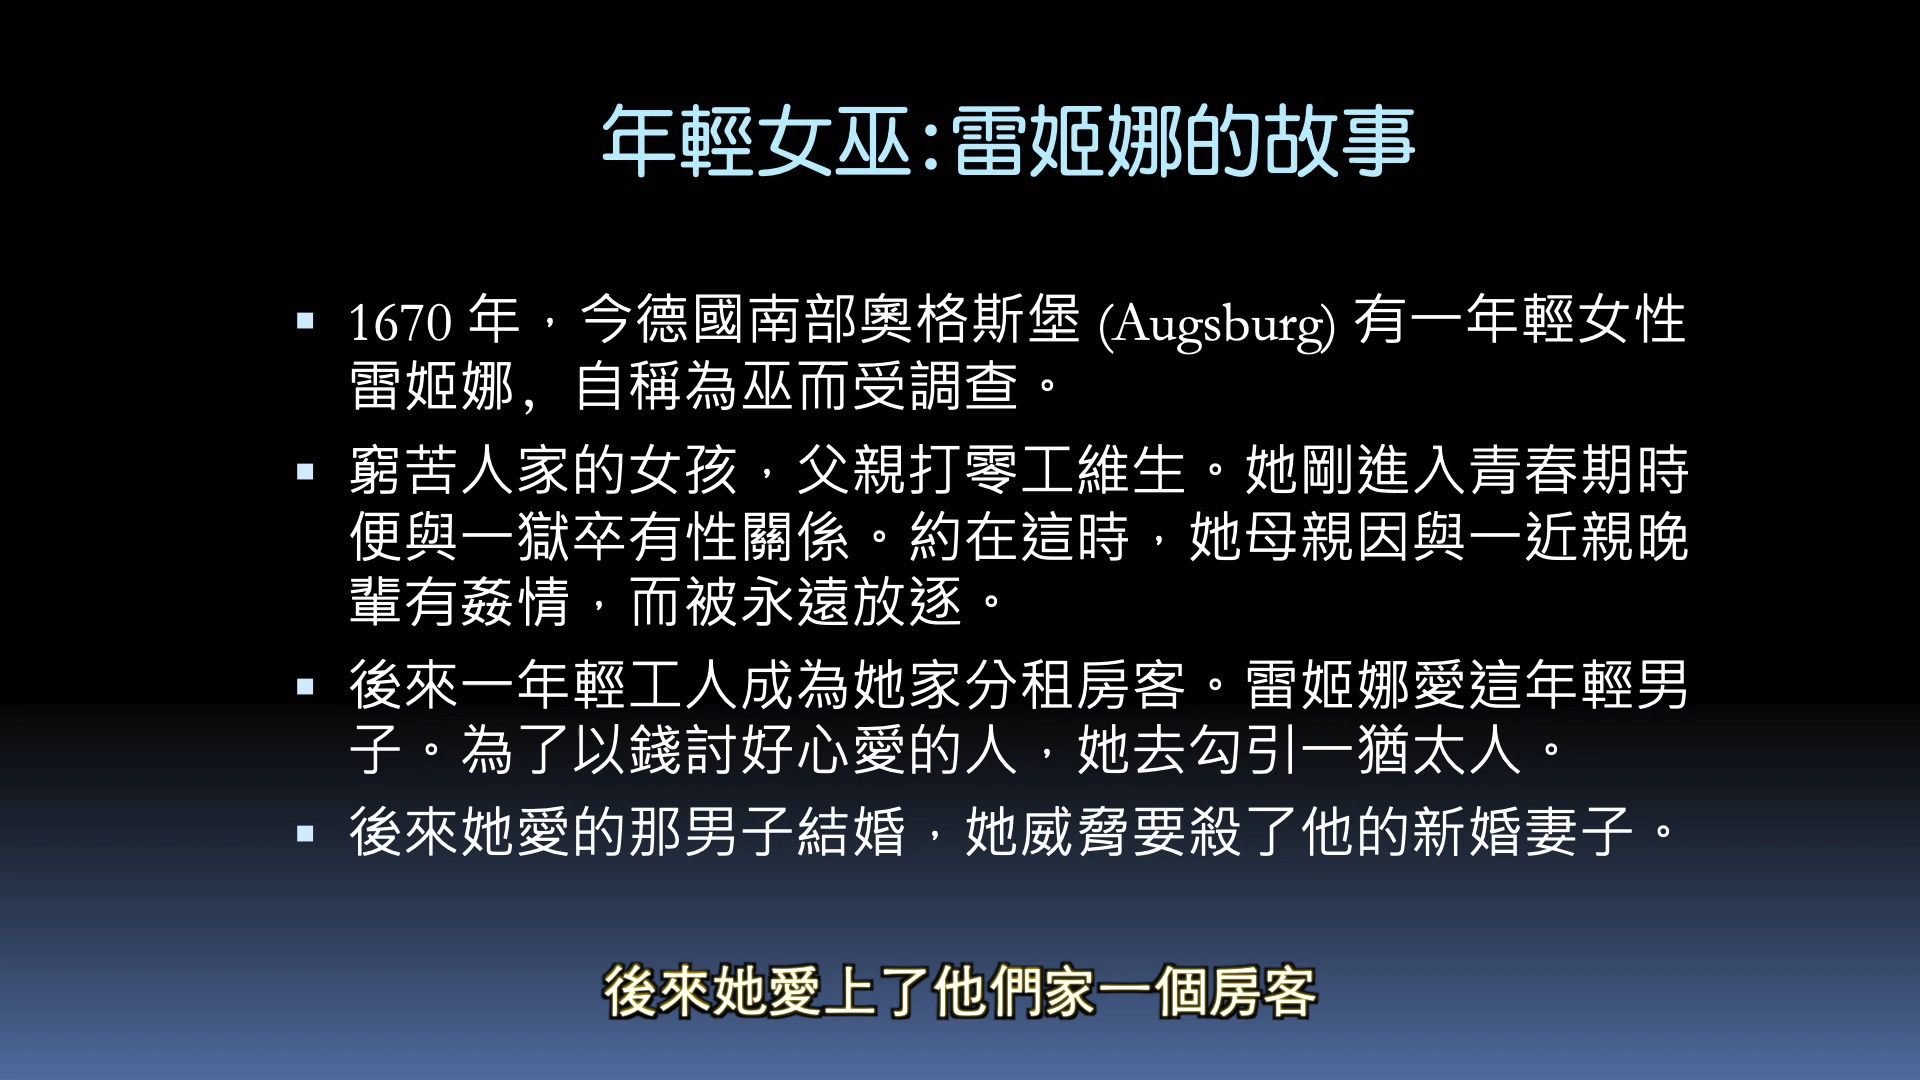 年輕女巫:雷姬娜的故事
1670 年，今德國南部奧格斯堡 (Augsburg) 有一年輕女性
雷姬娜, 自稱為巫而受調查。
窮苦人家的女孩，父親打零工維生。她剛進入青春期時
便與一獄卒有性關係。約在這時，她母親因與一近親晚
輩有姦情，而被永遠放逐。
後來一年輕工人成為她家分租房客。雷姬娜愛這年輕男
子。為了以錢討好心愛的人，她去勾引一猶太人。
後來她愛的那男子結婚，她威脅要殺了他的新婚妻子。
後來她愛上了他們家一個房客